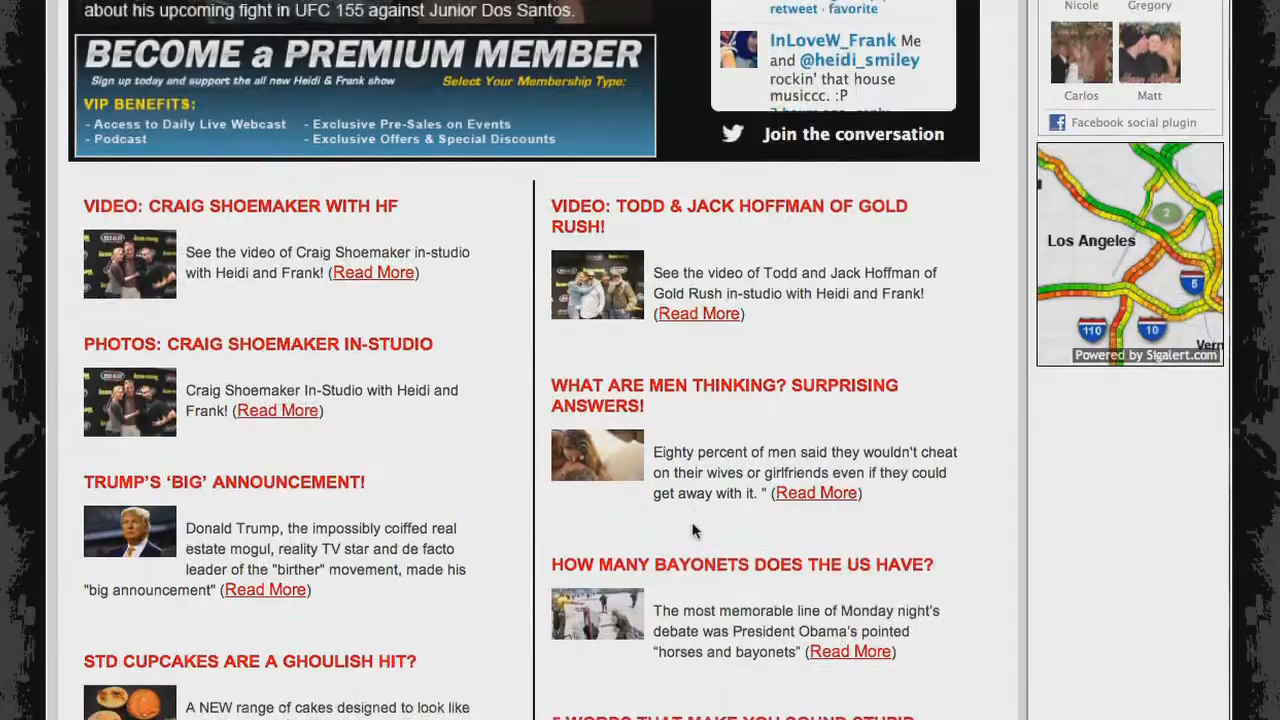 about his upcoming fight in UFC 155 against Junior Dos Santos.
BECOME a PREMIUM MEMBER
Sign up today and support the all new Heidi & Frank show
Select Your Membership Type:
VIP BENEFITS:
- Access to Daily Live Webcast
- Exclusive Pre-Sales on Events
- Podcast
- Exclusive Offers & Special Discounts
retweet · favorite
InLoveW_Frank Me
and @heidi_smiley
rockin' that house
musiccc. :P
Join the conversation
Nicole
Gregory
Carlos
Matt
Facebook social plugin
VIDEO: CRAIG SHOEMAKER WITH HF
See the video of Craig Shoemaker in-studio
with Heidi and Frank! (Read More)
PHOTOS: CRAIG SHOEMAKER IN-STUDIO
Craig Shoemaker In-Studio with Heidi and
Frank! (Read More)
TRUMP'S ‘BIG’ ANNOUNCEMENT!
Donald Trump, the impossibly coiffed real
estate mogul, reality TV star and de facto
leader of the "birther" movement, made his
"big announcement" (Read More)
STD CUPCAKES ARE A GHOULISH HIT?
A NEW range of cakes designed to look like
VIDEO: TODD & JACK HOFFMAN OF GOLD
RUSH!
See the video of Todd and Jack Hoffman of
Gold Rush in-studio with Heidi and Frank!
(Read More)
WHAT ARE MEN THINKING? SURPRISING
ANSWERS!
Eighty percent of men said they wouldn't cheat
on their wives or girlfriends even if they could
get away with it. " (Read More)
HOW MANY BAYONETS DOES THE US HAVE?
The most memorable line of Monday night's
debate was President Obama's pointed
“horses and bayonets” (Read More)
5 WORDS THAT MAKE YOU SOUND STUPID
2
Los Angeles
5
110
10
Vern
Powered by Sigalert.com